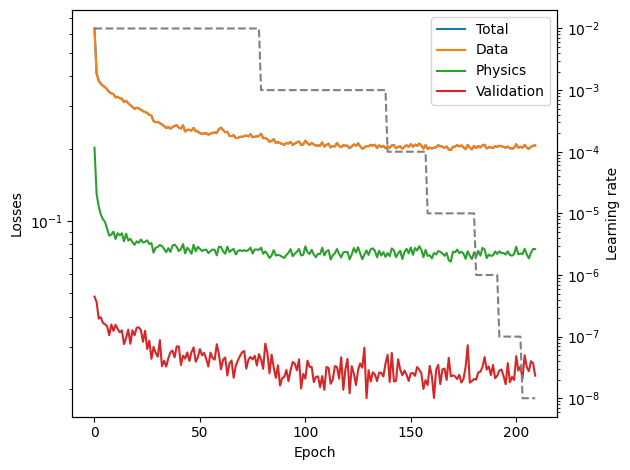 Total
Data
Physics
Validation
Losses
10⁻¹
10⁻²
10⁻³
10⁻⁴
10⁻⁵
10⁻⁶
10⁻⁷
10⁻⁸
Learning rate
0 50 100 150 200
Epoch